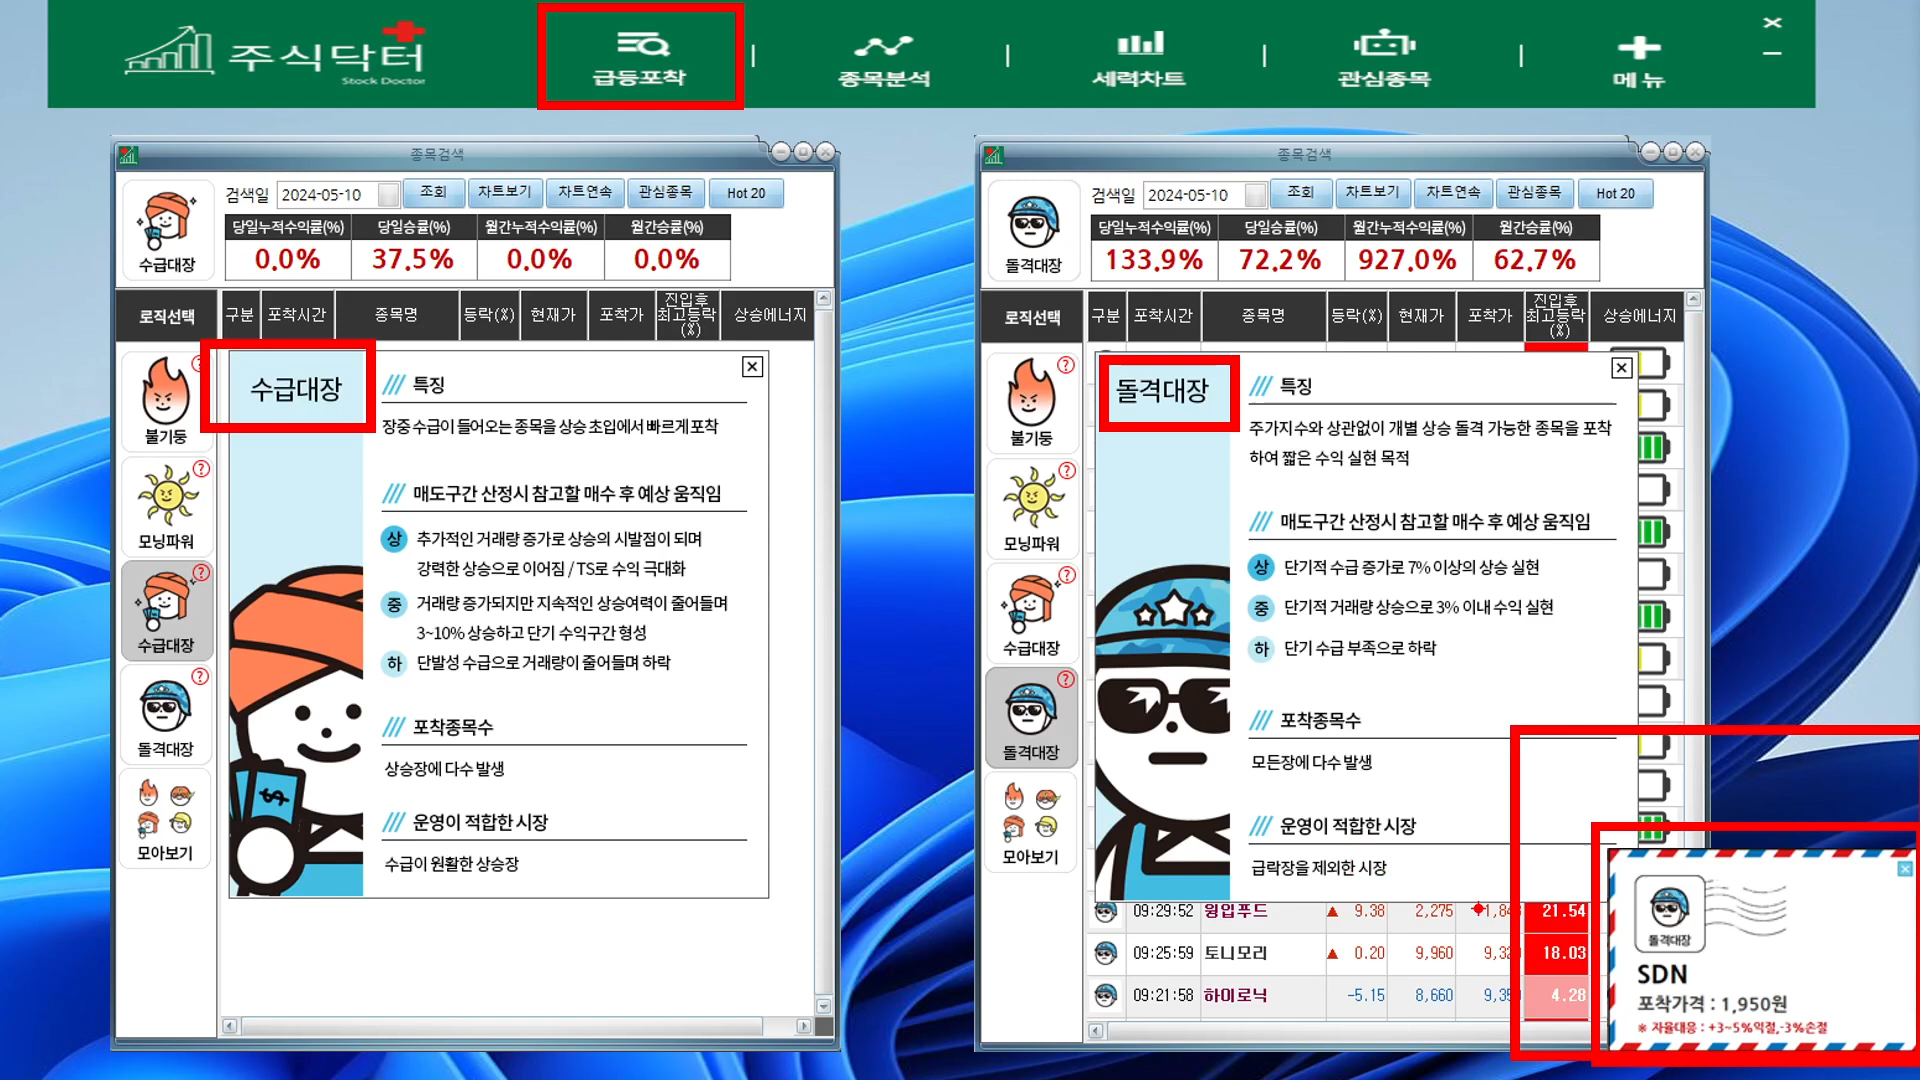 주식닥터
Stock Doctor
급등포착
종목분석
세력차트
관심종목
메뉴
종목검색
수급대장
검색일
2024-05-10
조회
차트보기
차트연속
관심종목
Hot 20
당일누적수익률(%) 당일승률(%) 월간누적수익률(%) 월간승률(%)
0.0% 37.5% 0.0% 0.0%
로직선택
구분 포착시간 종목명 등락(%) 현재가 포착가 진입후 최고등락 (%) 상승에너지
불기둥
모닝파워
수급대장
돌격대장
모아보기
수급대장
/// 특징
장중 수급이 들어오는 종목을 상승 초입에서 빠르게 포착
/// 매도구간 산정시 참고할 매수 후 예상 움직임
상 추가적인 거래량 증가로 상승의 시발점이 되며
강력한 상승으로 이어짐 / TS로 수익 극대화
중 거래량 증가되지만 지속적인 상승여력이 줄어들며
3~10% 상승하고 단기 수익구간 형성
하 단발성 수급으로 거래량이 줄어들며 하락
/// 포착종목수
상승장에 다수 발생
/// 운영이 적합한 시장
수급이 원활한 상승장
종목검색
돌격대장
검색일
2024-05-10
조회
차트보기
차트연속
관심종목
Hot 20
당일누적수익률(%) 당일승률(%) 월간누적수익률(%) 월간승률(%)
133.9% 72.2% 927.0% 62.7%
로직선택
구분 포착시간 종목명 등락(%) 현재가 포착가 진입후 최고등락 (%) 상승에너지
불기둥
모닝파워
수급대장
돌격대장
모아보기
돌격대장
/// 특징
주가지수와 상관없이 개별 상승 돌격 가능한 종목을 포착
하여 짧은 수익 실현 목적
/// 매도구간 산정시 참고할 매수 후 예상 움직임
상 단기적 수급 증가로 7% 이상의 상승 실현
중 단기적 거래량 상승으로 3% 이내 수익 실현
하 단기 수급 부족으로 하락
/// 포착종목수
모든장에 다수 발생
/// 운영이 적합한 시장
급락장을 제외한 시장
09:29:52 윙입푸드 ▲ 9.38 2,275 21.54
09:25:59 토니모리 ▲ 0.20 9,960 18.03
09:21:58 하이로닉 -5.15 8,660 4.28
돌격대장
SDN
포착가격 : 1,950원
※ 자율대응 : +3~5%익절,-3%손절